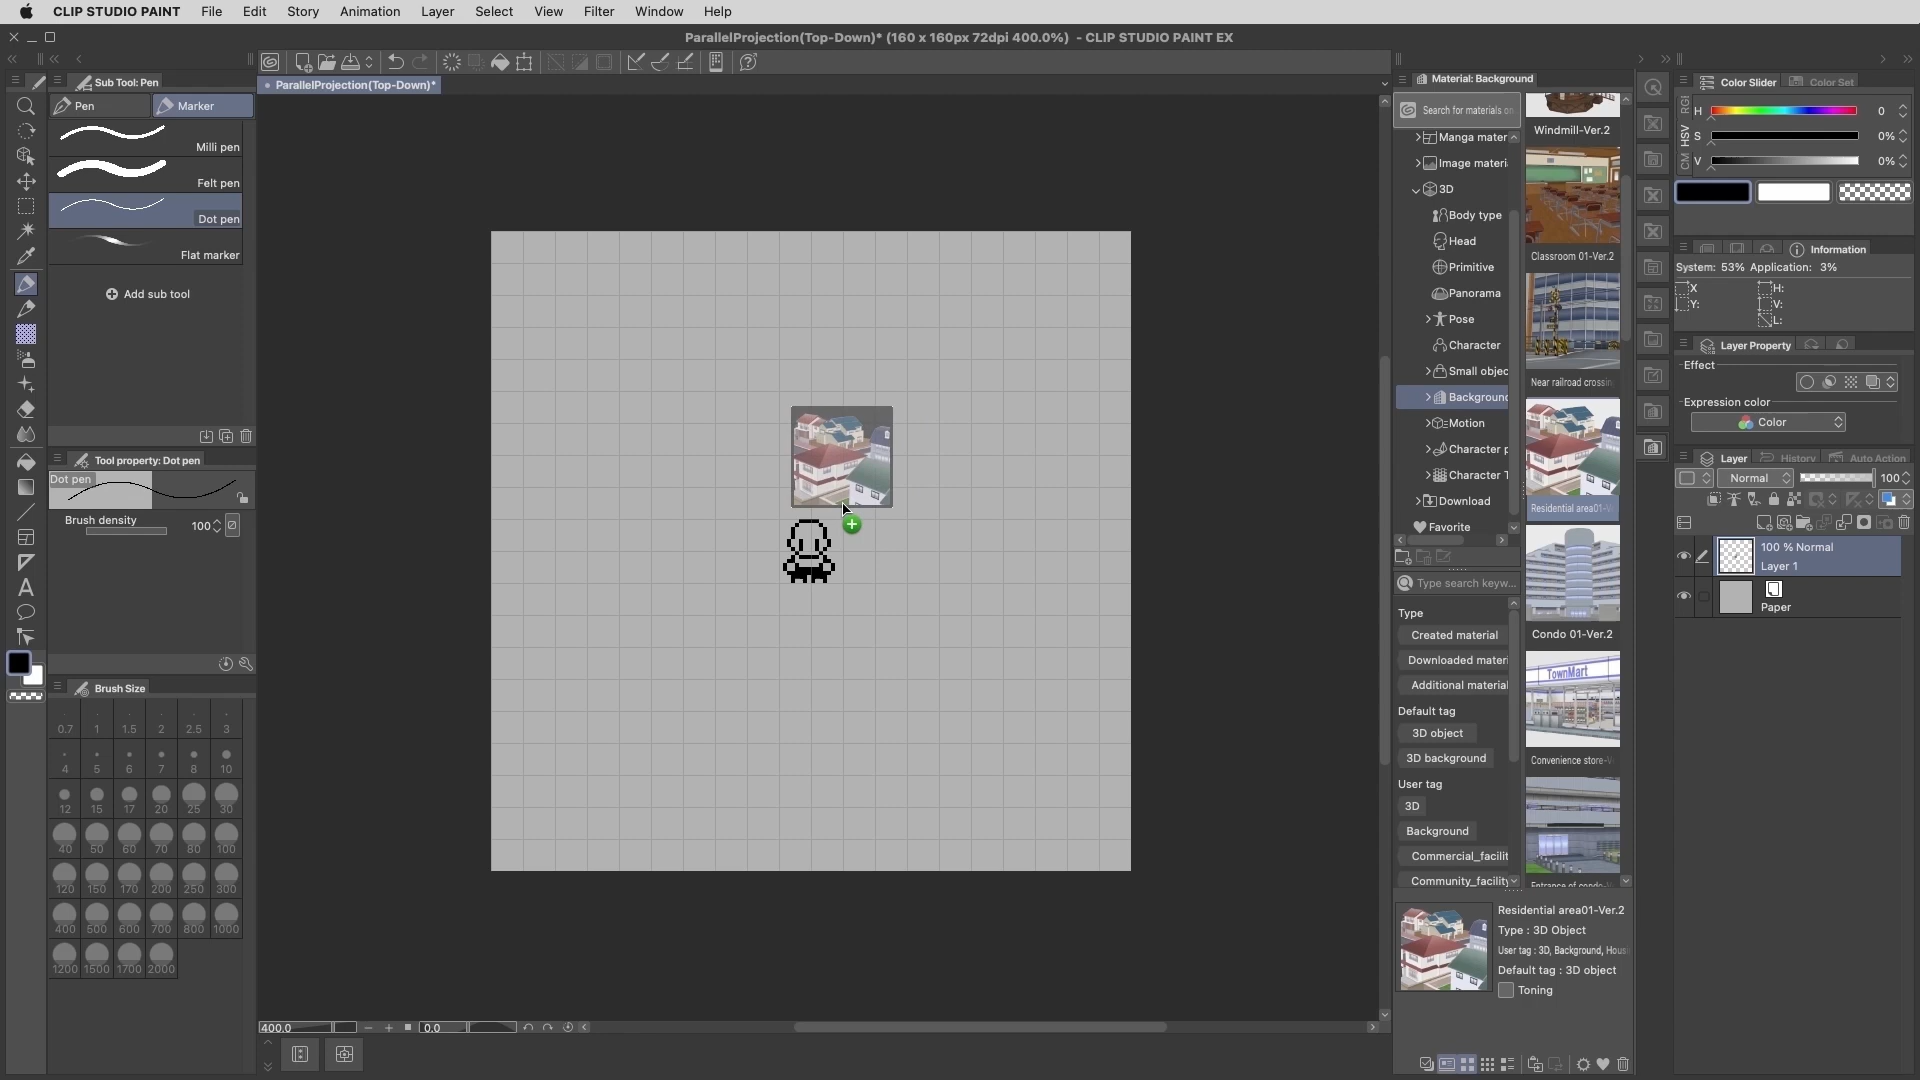 CLIP STUDIO PAINT File Edit Story Animation Layer Select View Filter Window Help
ParallelProjection(Top-Down)* (160 x 160px 72dpi 400.0%) - CLIP STUDIO PAINT EX
Sub Tool: Pen
Pen Marker
Milli pen
Felt pen
Dot pen
Flat marker
Add sub tool
Tool property: Dot pen
Dot pen
Brush density 100
Brush Size
0.7 1 1.5 2 2.5 3
4 5 6 7 8 10
12 15 17 20 25 30
40 50 60 70 80 100
120 150 170 200 250 300
400 500 600 700 800 1000
1200 1500 1700 2000
ParallelProjection(Top-Down)*
400.0 0.0
Material: Background
Search for materials on
Manga mater
Image materi
3D
Body type
Head
Primitive
Panorama
Pose
Character
Small objec
Background
Motion
Character p
Character T
Download
Favorite
Type search keyw...
Type
Created material
Downloaded materi
Additional material
Default tag
3D object
3D background
User tag
3D
Background
Commercial_facilit
Community_facility
Windmill-Ver.2
Classroom 01-Ver.2
Near railroad crossin
Residential area01-V
Condo 01-Ver.2
TownMart
Convenience store-V
Entrance of condo-V
Residential area01-Ver.2
Type : 3D Object
User tag : 3D, Background, Hous
Default tag : 3D object
Toning
Color Slider Color Set
RGB
HSV
CM
H 0
S 0%
V 0%
Information
System: 53% Application: 3%
X H:
Y: V:
L:
Layer Property
Effect
Expression color
Color
Layer History Auto Action
Normal 100
100 % Normal
Layer 1
Paper